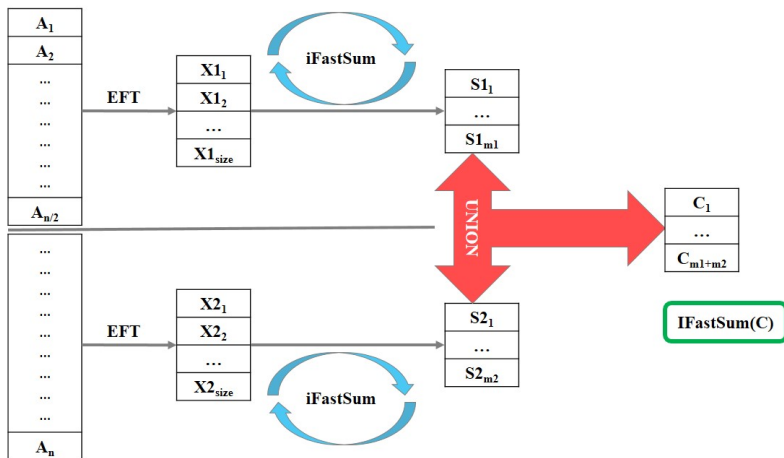 A1
A2
...
...
...
...
...
...
An/2
EFT
X11
X12
...
X1size
iFastSum
S11
...
S1m1
UNION
C1
...
Cm1+m2
IFastSum(C)
...
...
...
...
...
...
...
...
...
An
EFT
X21
X22
...
X2size
iFastSum
S21
...
S2m2